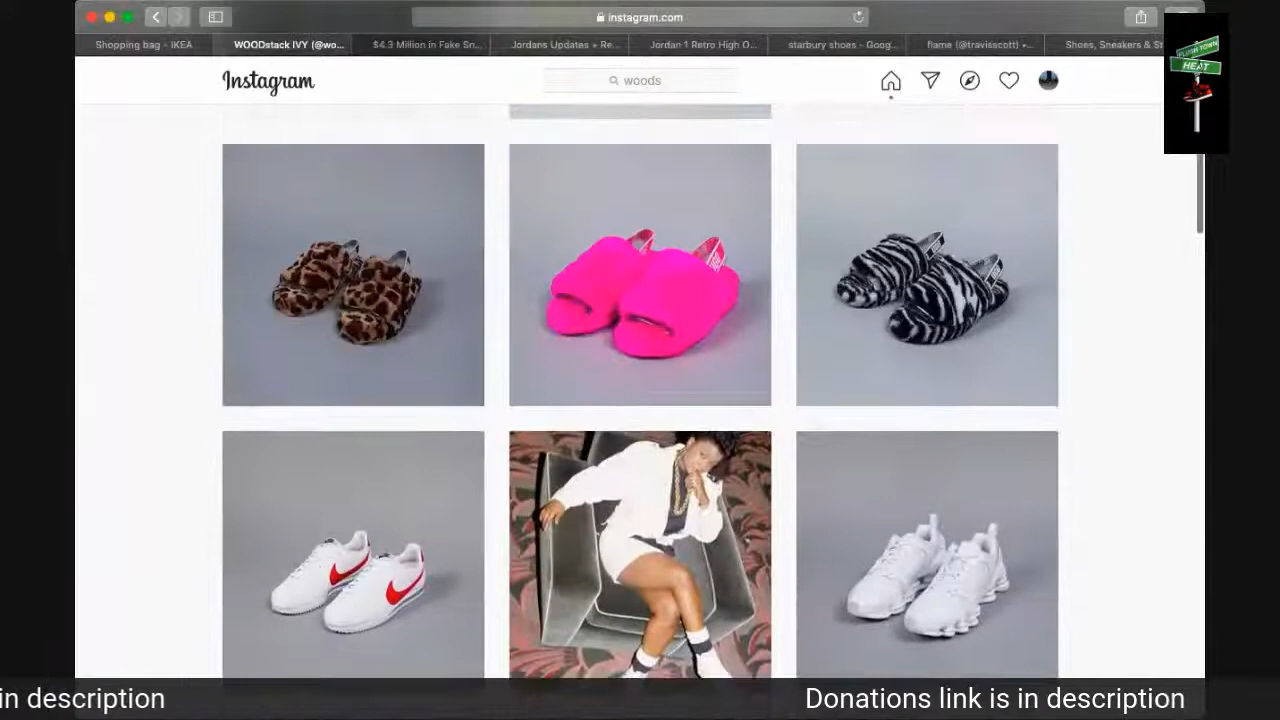 instagram.com
Shopping bag - IKEA
WOODstack IVY (@wo...
$4.3 Million in Fake Sn...
Jordans Updates + Re...
Jordan 1 Retro High O...
starbury shoes - Goog...
flame (@travisscott) •...
Shoes, Sneakers & St
FLUSH TOWN
HEAT
Instagram
woods
in description
Donations link is in description